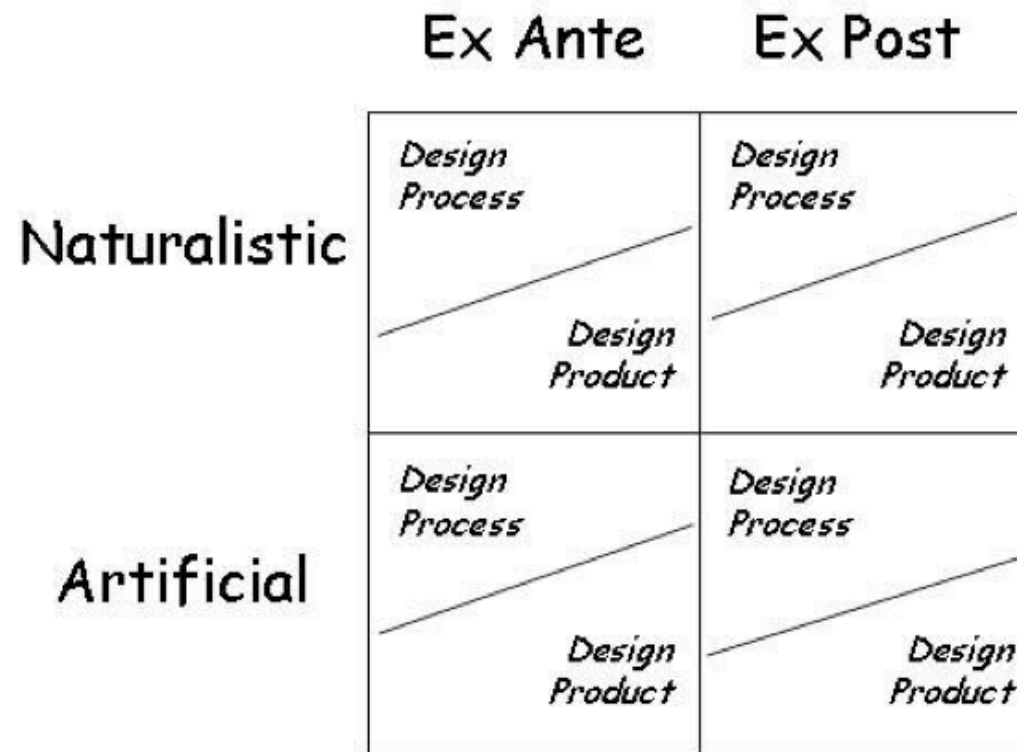 Ex Ante Ex Post
Naturalistic
Design
Process
Design
Product
Design
Process
Design
Product
Artificial
Design
Process
Design
Product
Design
Process
Design
Product